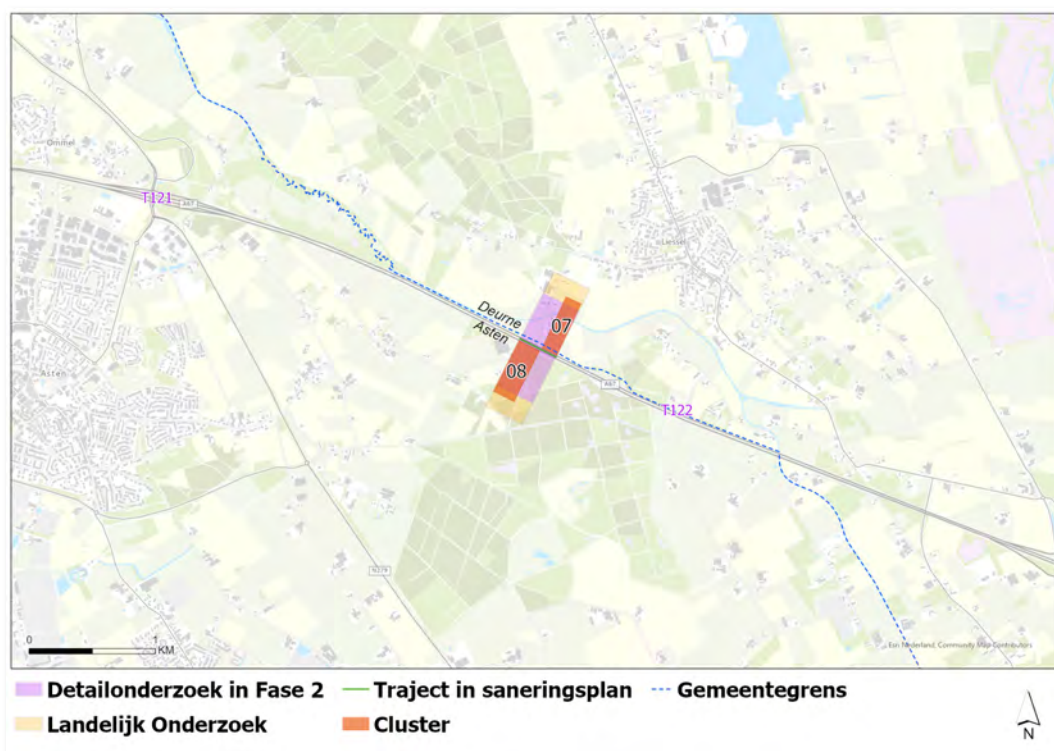 Ommel
T121
A67
Liessel
Deurne
Asten
07
08
Asten
A67
T122
N279
0 1
KM
Esri Nederland, Community Map Contributors
Detailonderzoek in Fase 2 Traject in saneringsplan Gemeentegrens
Landelijk Onderzoek Cluster
N